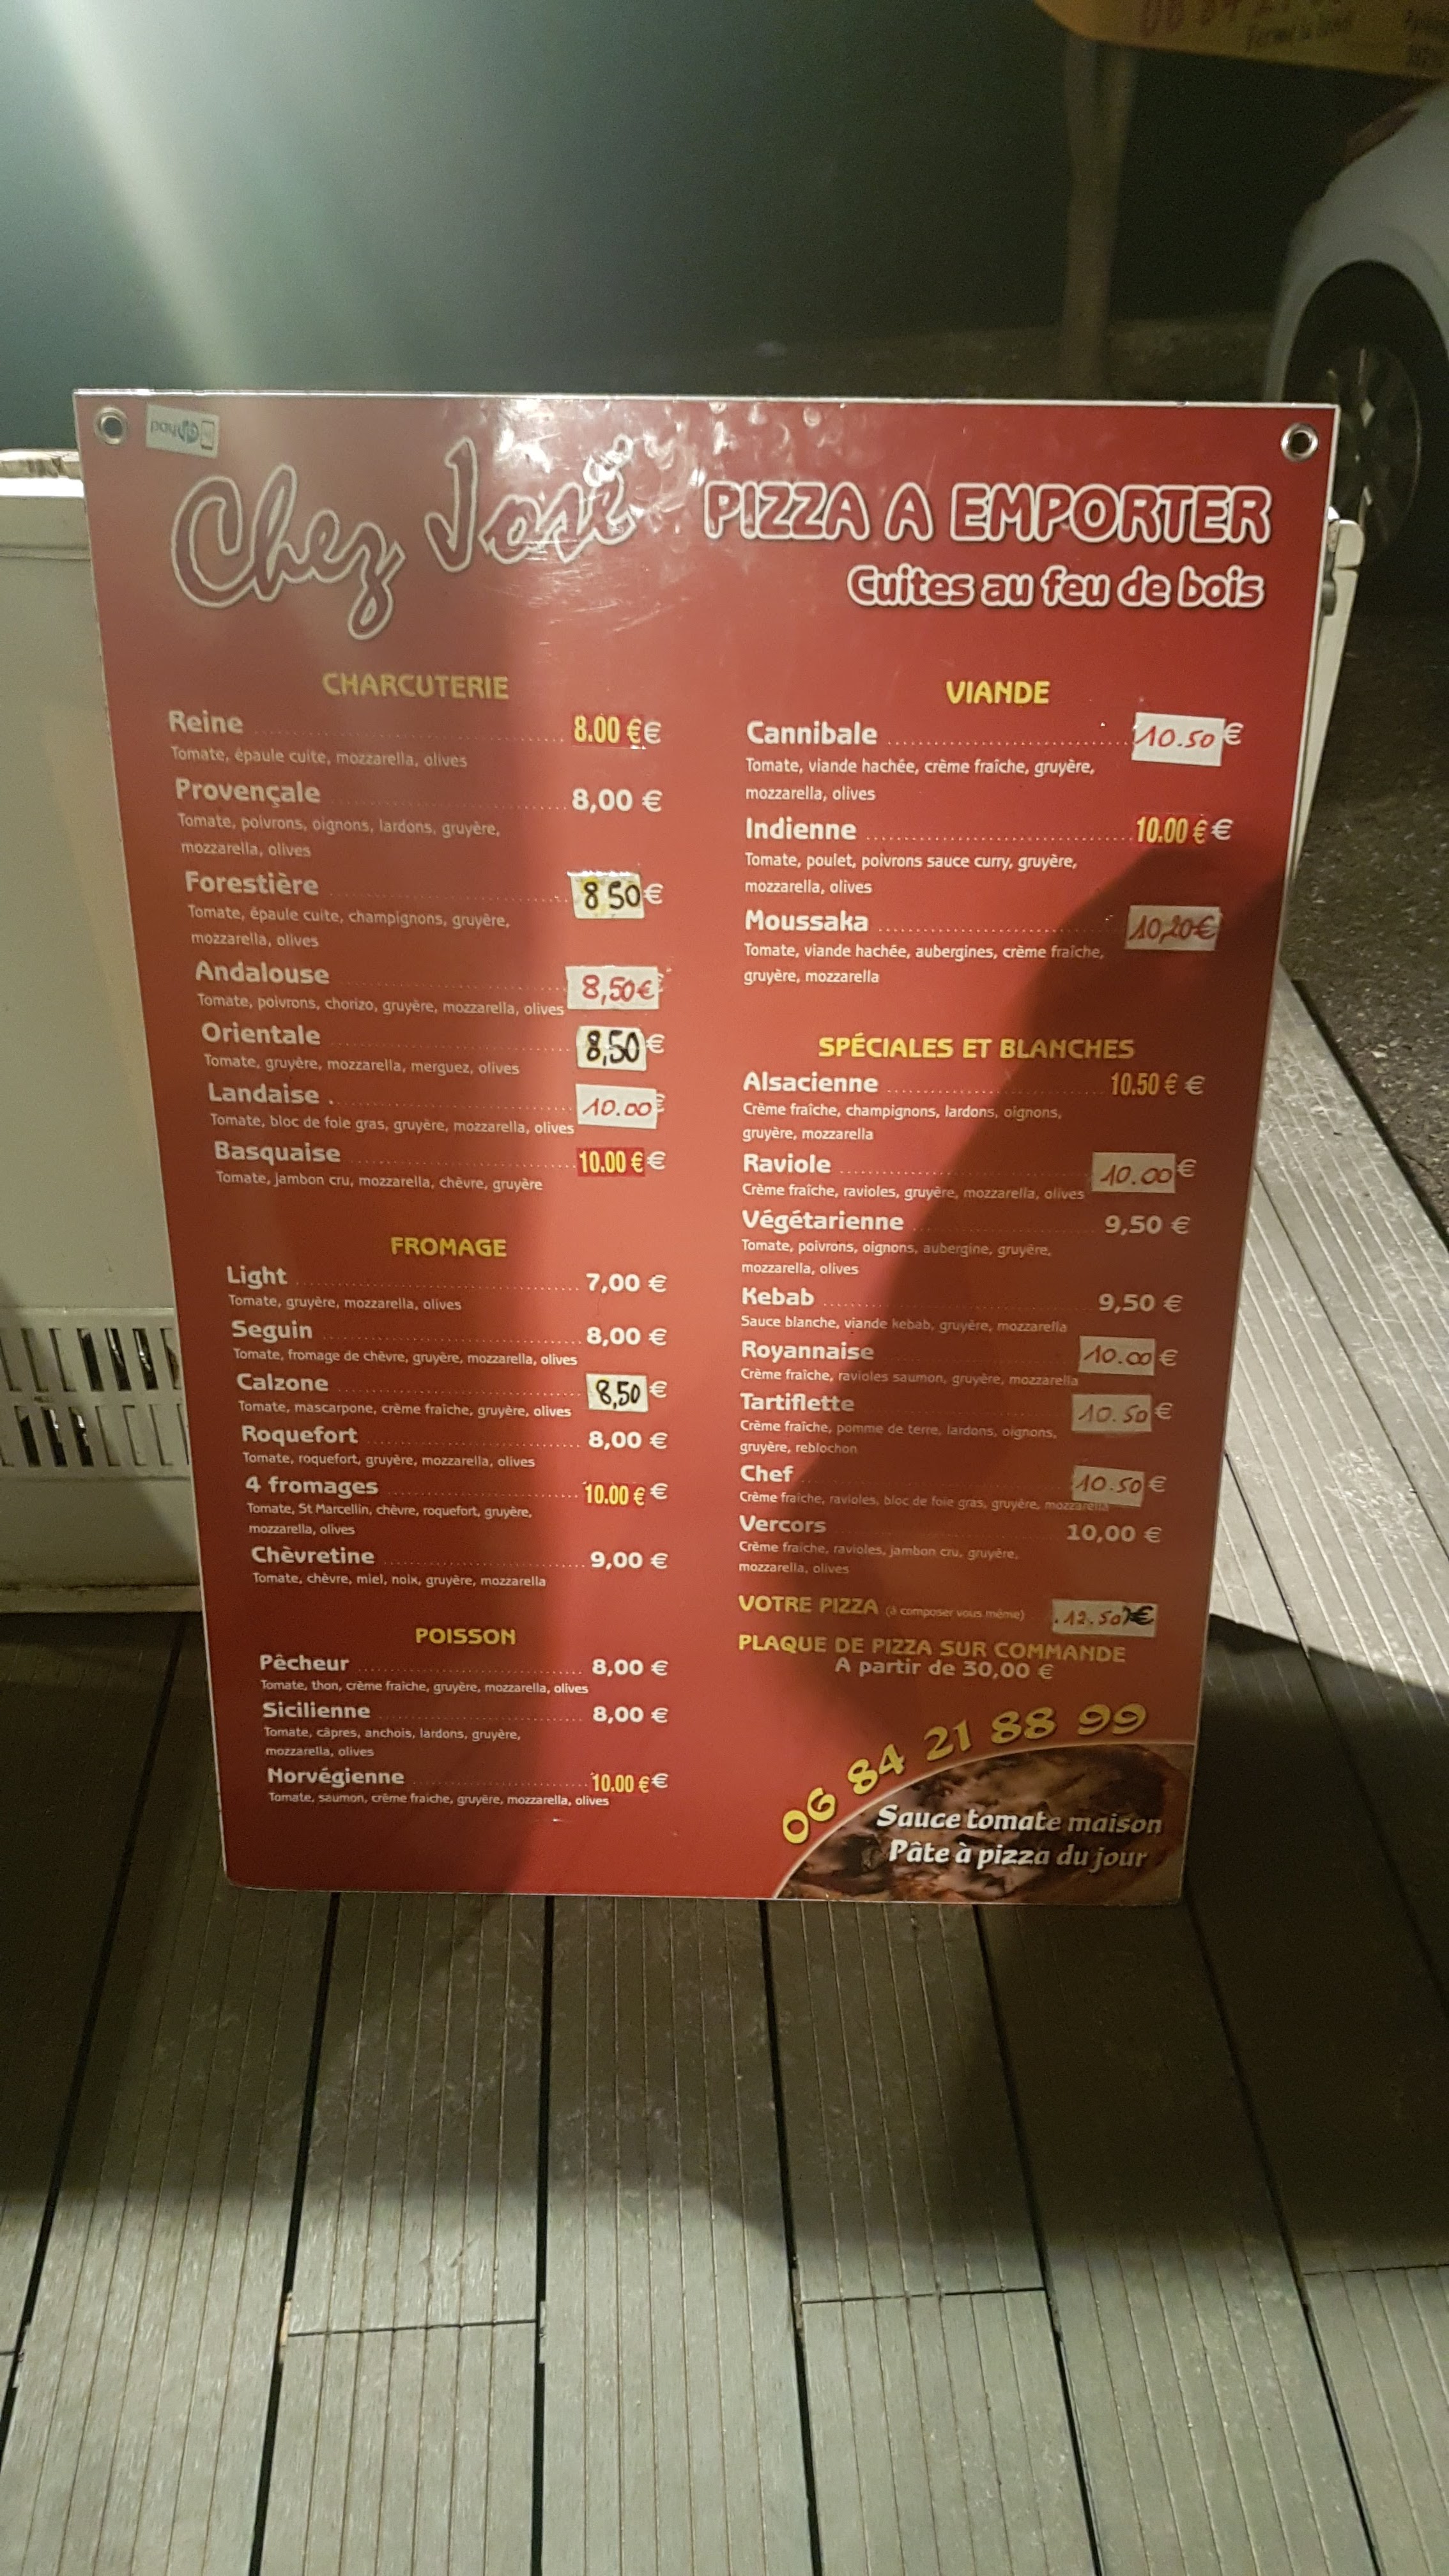 Chez José
PIZZA A EMPORTER
Cuites au feu de bois
CHARCUTERIE
Reine 8.00 € €
Tomate, épaule cuite, mozzarella, olives
Provençale 8,00 €
Tomate, poivrons, oignons, lardons, gruyère,
mozzarella, olives
Forestière 8 50 €
Tomate, épaule cuite, champignons, gruyère,
mozzarella, olives
Andalouse 8,50€
Tomate, poivrons, chorizo, gruyère, mozzarella, olives
Orientale 8,50 €
Tomate, gruyère, mozzarella, merguez, olives
Landaise . 10.00 €
Tomate, bloc de foie gras, gruyère, mozzarella, olives
Basquaise 10.00 € €
Tomate, jambon cru, mozzarella, chèvre, gruyère
FROMAGE
Light 7,00 €
Tomate, gruyère, mozzarella, olives
Seguin 8,00 €
Tomate, fromage de chèvre, gruyère, mozzarella, olives
Calzone 8,50 €
Tomate, mascarpone, crème fraîche, gruyère, olives
Roquefort 8,00 €
Tomate, roquefort, gruyère, mozzarella, olives
4 fromages 10.00 € €
Tomate, St Marcellin, chèvre, roquefort, gruyère,
mozzarella, olives
Chèvretine 9,00 €
Tomate, chèvre, miel, noix, gruyère, mozzarella
POISSON
Pêcheur 8,00 €
Tomate, thon, crème fraiche, gruyère, mozzarella, olives
Sicilienne 8,00 €
Tomate, câpres, anchois, lardons, gruyère,
mozzarella, olives
Norvégienne 10.00 € €
Tomate, saumon, crème fraiche, gruyère, mozzarella, olives
VIANDE
Cannibale 10.50 €
Tomate, viande hachée, crème fraîche, gruyère,
mozzarella, olives
Indienne 10.00 € €
Tomate, poulet, poivrons sauce curry, gruyère,
mozzarella, olives
Moussaka 10,20€
Tomate, viande hachée, aubergines, crème fraîche,
gruyère, mozzarella
SPÉCIALES ET BLANCHES
Alsacienne 10.50 € €
Crème fraîche, champignons, lardons, oignons,
gruyère, mozzarella
Raviole 10.00 €
Crème fraîche, ravioles, gruyère, mozzarella, olives
Végétarienne 9,50 €
Tomate, poivrons, oignons, aubergine, gruyère,
mozzarella, olives
Kebab 9,50 €
Sauce blanche, viande kebab, gruyère, mozzarella
Royannaise 10.00 €
Crème fraîche, ravioles saumon, gruyère, mozzarella
Tartiflette 10.50 €
Crème fraîche, pomme de terre, lardons, oignons,
gruyère, reblochon
Chef 10.50 €
Crème fraîche, ravioles, bloc de foie gras, gruyère, mozzarella
Vercors 10,00 €
Crème fraîche, ravioles, jambon cru, gruyère,
mozzarella, olives
VOTRE PIZZA (à composer vous même) 12.50 €
PLAQUE DE PIZZA SUR COMMANDE
A partir de 30,00 €
06 84 21 88 99
Sauce tomate maison
Pâte à pizza du jour